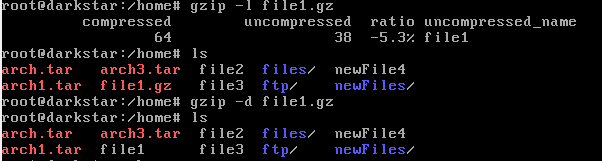 root@darkstar:/home# gzip -l file1.gz
compressed uncompressed ratio uncompressed_name
64 38 -5.3% file1
root@darkstar:/home# ls
arch.tar arch3.tar file2 files/ newFile4
arch1.tar file1.gz file3 ftp/ newFiles/
root@darkstar:/home# gzip -d file1.gz
root@darkstar:/home# ls
arch.tar arch3.tar file2 files/ newFile4
arch1.tar file1 file3 ftp/ newFiles/